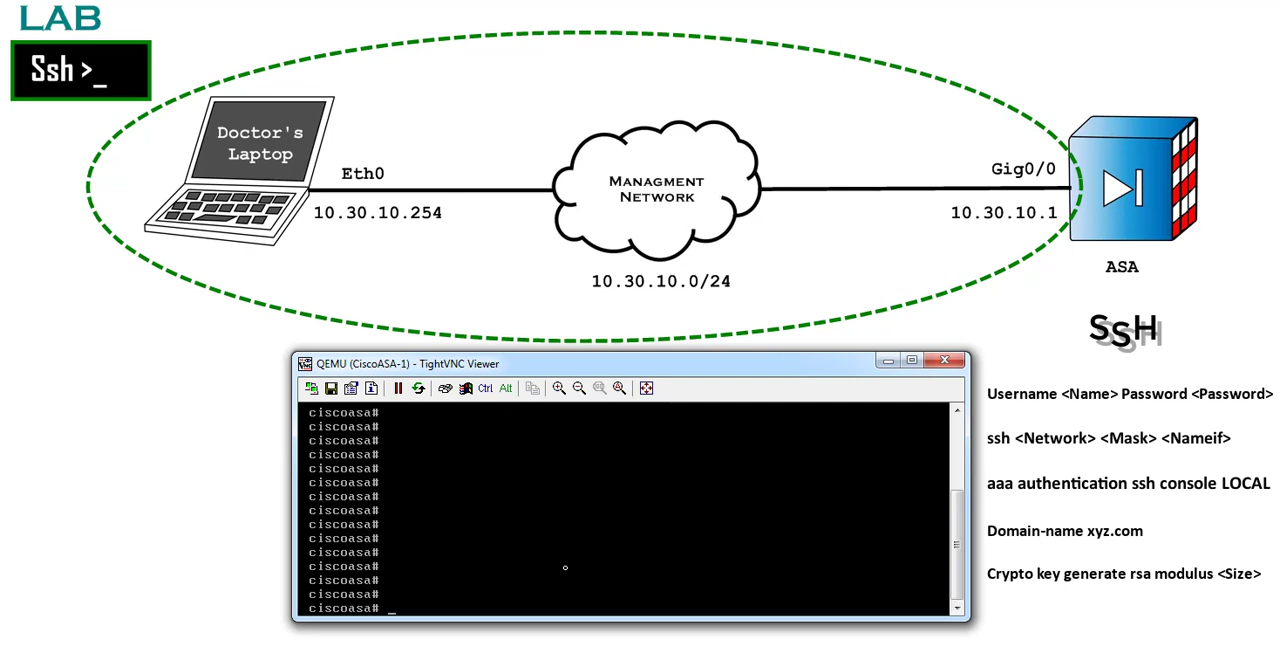 LAB
Ssh >_
Doctor's
Laptop
Eth0
10.30.10.254
MANAGMENT
NETWORK
10.30.10.0/24
Gig0/0
10.30.10.1
ASA
SSH
QEMU (CiscoASA-1) - TightVNC Viewer
Ctrl Alt
ciscoasa#
ciscoasa#
ciscoasa#
ciscoasa#
ciscoasa#
ciscoasa#
ciscoasa#
ciscoasa#
ciscoasa#
ciscoasa#
ciscoasa#
ciscoasa#
ciscoasa#
ciscoasa#
ciscoasa# _
Username <Name> Password <Password>
ssh <Network> <Mask> <Nameif>
aaa authentication ssh console LOCAL
Domain-name xyz.com
Crypto key generate rsa modulus <Size>